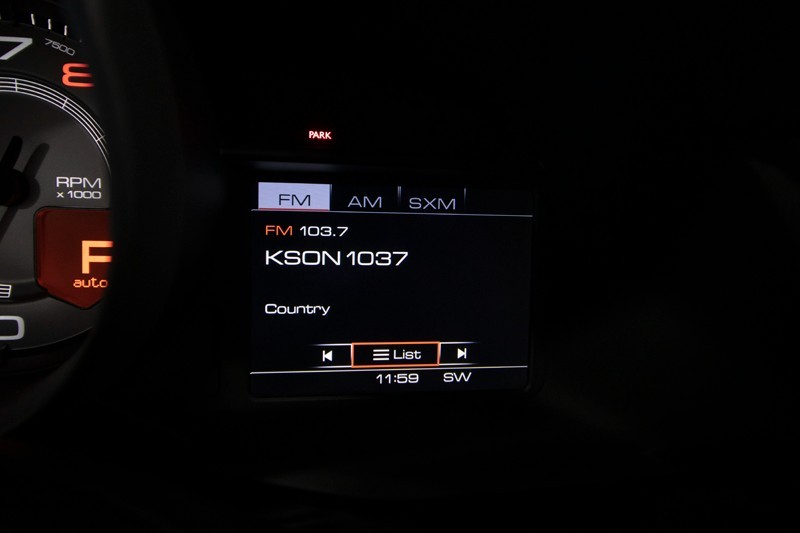 7
7500
8
RPM
x 1000
auto
PARK
FM AM SXM
FM 103.7
KSON 1037
Country
List
11:59 SW